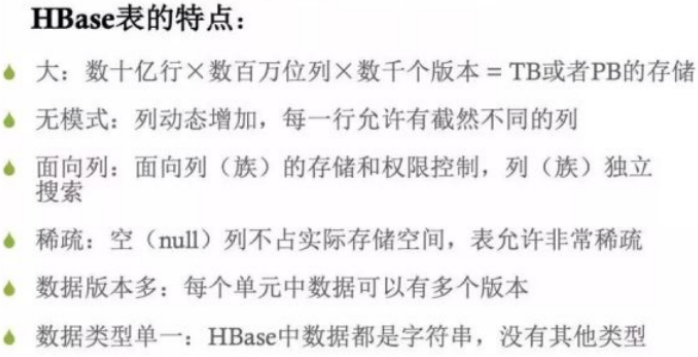 HBase表的特点：
大：数十亿行×数百万位列×数千个版本 = TB或者PB的存储
无模式：列动态增加，每一行允许有截然不同的列
面向列：面向列（族）的存储和权限控制，列（族）独立
搜索
稀疏：空（null）列不占实际存储空间，表允许非常稀疏
数据版本多：每个单元中数据可以有多个版本
数据类型单一：HBase中数据都是字符串，没有其他类型